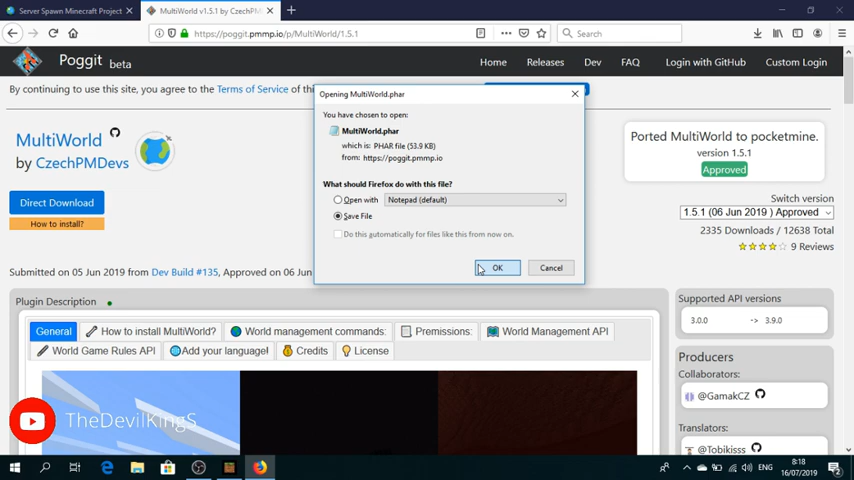 Server Spawn Minecraft Project
MultiWorld v1.5.1 by CzechPM
https://poggit.pmmp.io/p/MultiWorld/1.5.1
Search
Poggit beta
Home
Releases
Dev
FAQ
Login with GitHub
Custom Login
By continuing to use this site, you agree to the Terms of Service of
Opening MultiWorld.phar
You have chosen to open:
MultiWorld.phar
which is: PHAR file (53.9 KB)
from: https://poggit.pmmp.io
What should Firefox do with this file?
Open with
Notepad (default)
Save File
Do this automatically for files like this from now on.
OK
Cancel
MultiWorld
by CzechPMDevs
Direct Download
How to install?
Ported MultiWorld to pocketmine.
version 1.5.1
Approved
Switch version
1.5.1 (06 Jun 2019 ) Approved
2335 Downloads / 12638 Total
9 Reviews
Submitted on 05 Jun 2019 from Dev Build #135, Approved on 06 Jun
Plugin Description
General
How to install MultiWorld?
World management commands:
Premissions:
World Management API
World Game Rules API
Add your language!
Credits
License
Supported API versions
3.0.0 -> 3.9.0
Producers
Collaborators:
@GamakCZ
Translators:
@Tobikisss
TheDevilKingS
ENG
8:18
16/07/2019
2